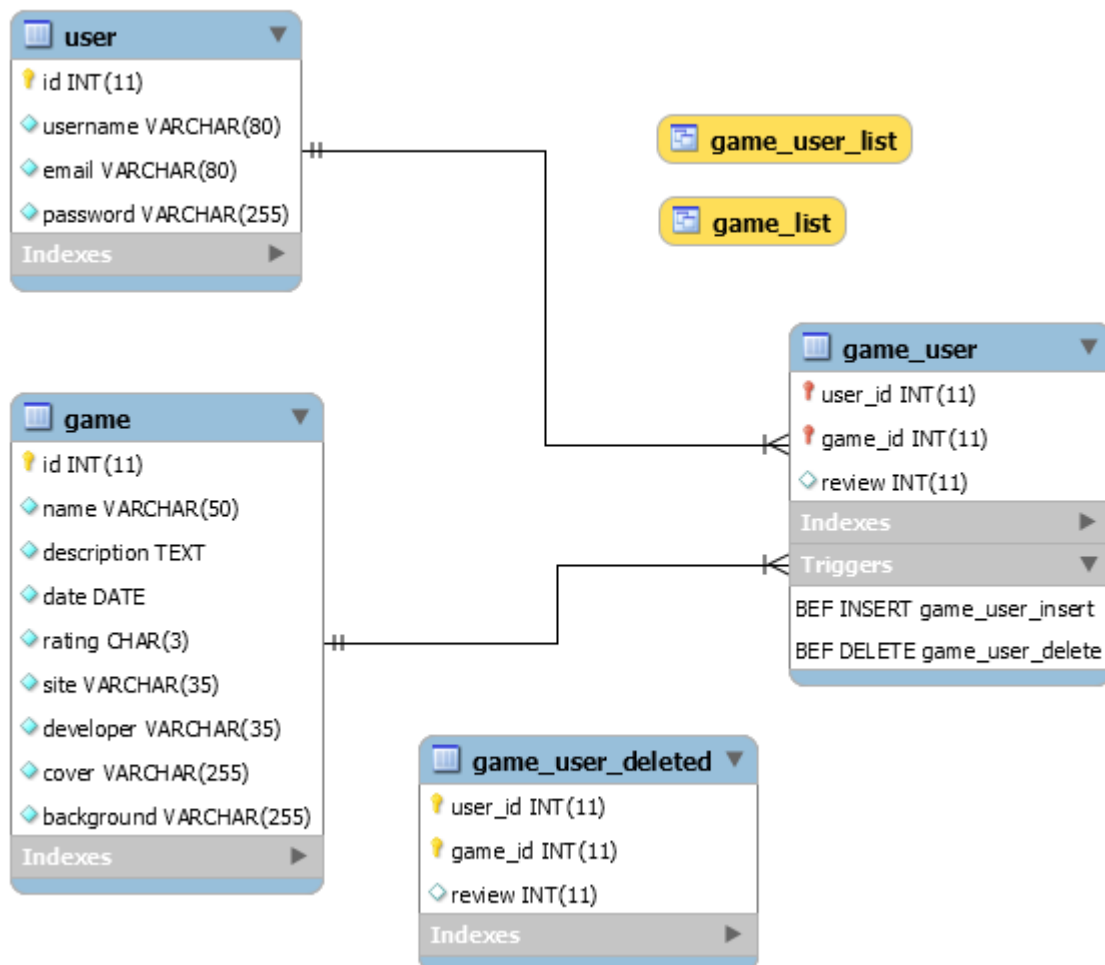 user
id INT(11)
username VARCHAR(80)
email VARCHAR(80)
password VARCHAR(255)
Indexes
game_user_list
game_list
game_user
user_id INT(11)
game_id INT(11)
review INT(11)
Indexes
Triggers
BEF INSERT game_user_insert
BEF DELETE game_user_delete
game
id INT(11)
name VARCHAR(50)
description TEXT
date DATE
rating CHAR(3)
site VARCHAR(35)
developer VARCHAR(35)
cover VARCHAR(255)
background VARCHAR(255)
Indexes
game_user_deleted
user_id INT(11)
game_id INT(11)
review INT(11)
Indexes